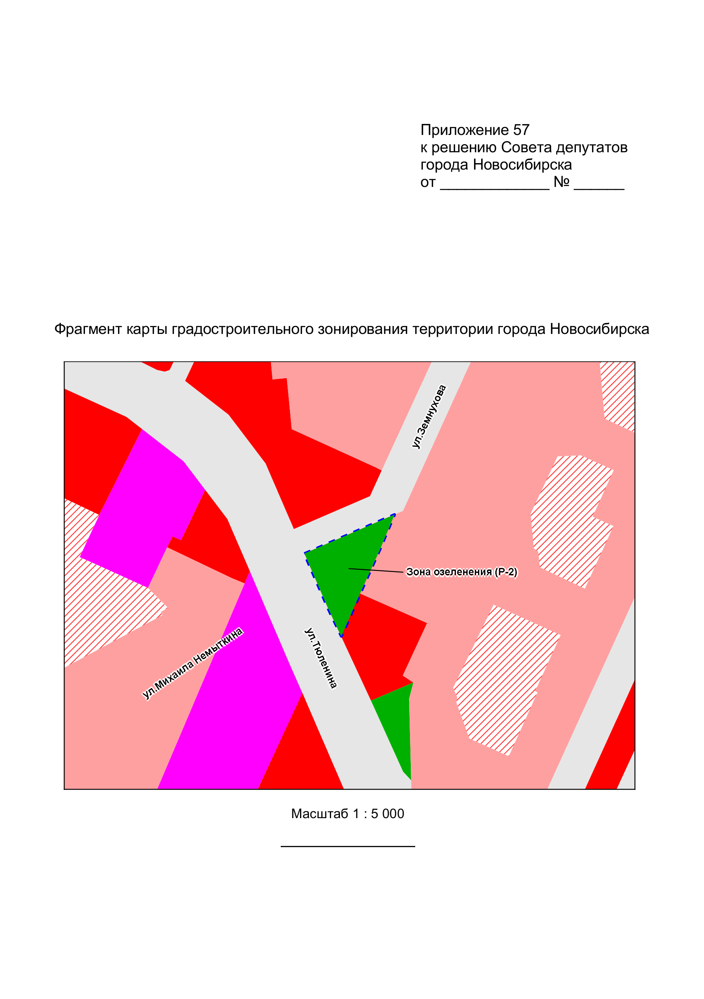 Приложение 57
к решению Совета депутатов
города Новосибирска
от _____________ № ______
Фрагмент карты градостроительного зонирования территории города Новосибирска
ул.Земнухова
Зона озеленения (Р-2)
ул.Тюленина
ул.Михаила Немыткина
Масштаб 1 : 5 000